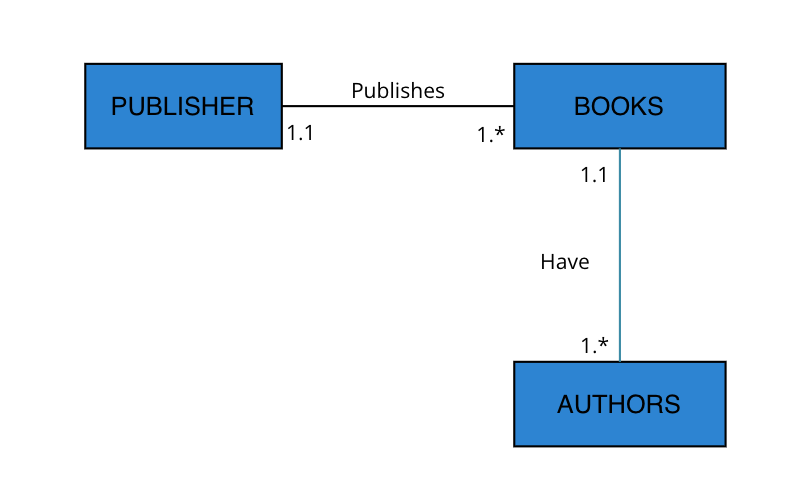 Publishes
PUBLISHER
BOOKS
1.1
1.*
1.1
Have
1.*
AUTHORS